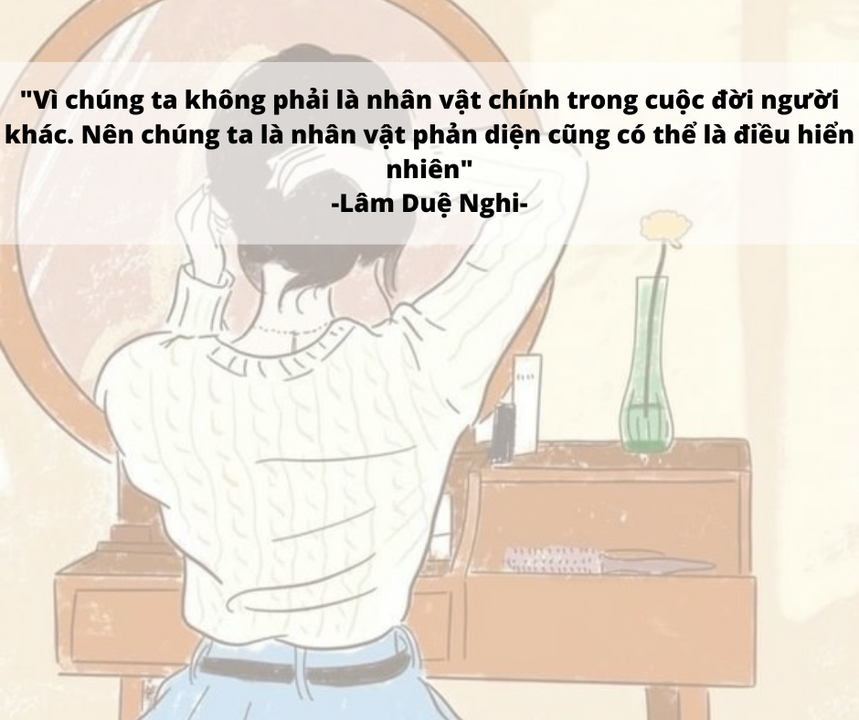 "Vì chúng ta không phải là nhân vật chính trong cuộc đời người
khác. Nên chúng ta là nhân vật phản diện cũng có thể là điều hiển
nhiên"
-Lâm Duệ Nghi-